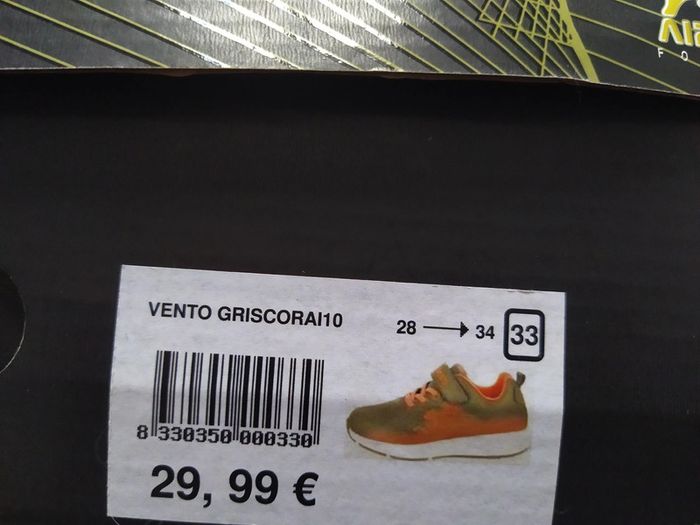 VENTO GRISCORAI10
28 → 34 33
8 330350 000330
29, 99 €